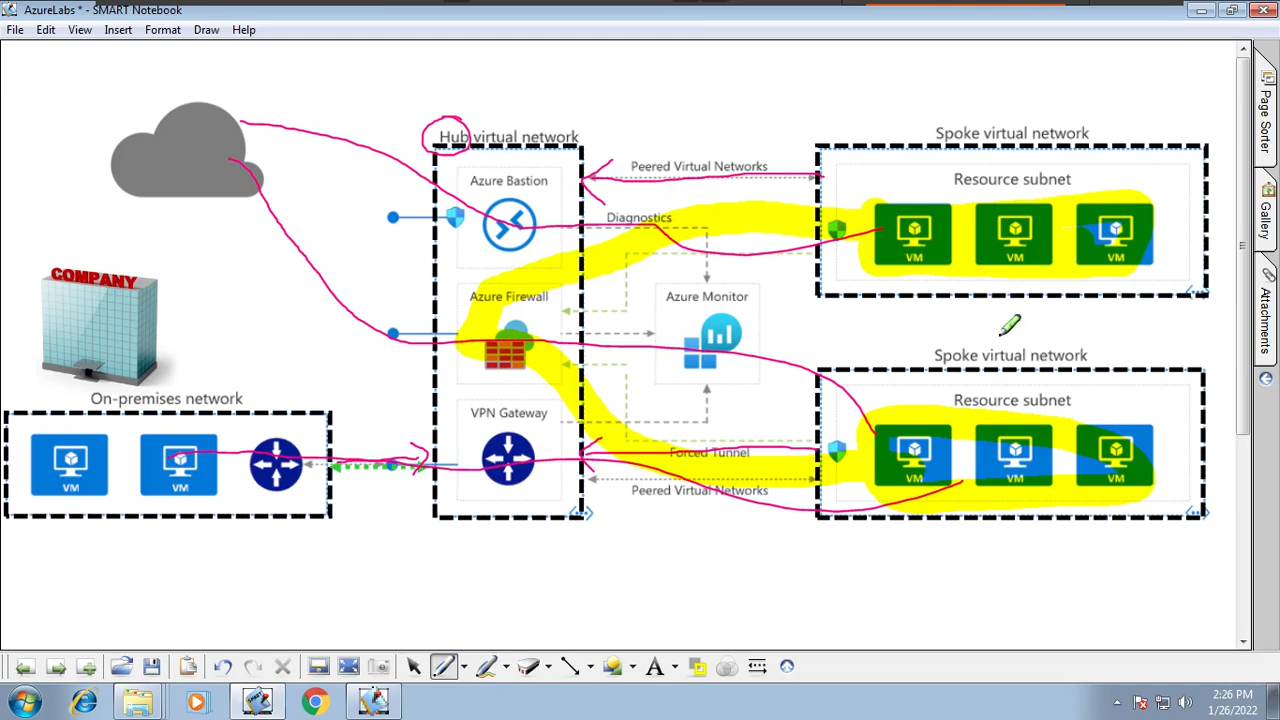 AzureLabs * - SMART Notebook
File Edit View Insert Format Draw Help
Hub virtual network
Spoke virtual network
Azure Bastion
Peered Virtual Networks
Resource subnet
Diagnostics
VM VM VM
COMPANY
Azure Firewall
Azure Monitor
Spoke virtual network
On-premises network
VPN Gateway
Resource subnet
Forced Tunnel
VM VM
VM VM VM
Peered Virtual Networks
Page Sorter
Gallery
Attachments
A
2:26 PM
1/26/2022